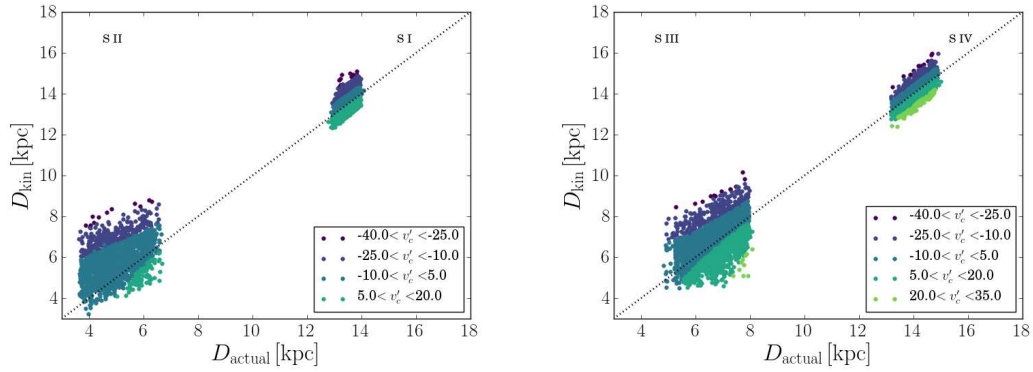 S II
S I
18
16
14
12
10
8
6
4
D_kin [kpc]
4
6
8
10
12
14
16
18
D_actual [kpc]
-40.0< v'_c <-25.0
-25.0< v'_c <-10.0
-10.0< v'_c <5.0
5.0< v'_c <20.0
S III
S IV
18
16
14
12
10
8
6
4
D_kin [kpc]
4
6
8
10
12
14
16
18
D_actual [kpc]
-40.0< v'_c <-25.0
-25.0< v'_c <-10.0
-10.0< v'_c <5.0
5.0< v'_c <20.0
20.0< v'_c <35.0